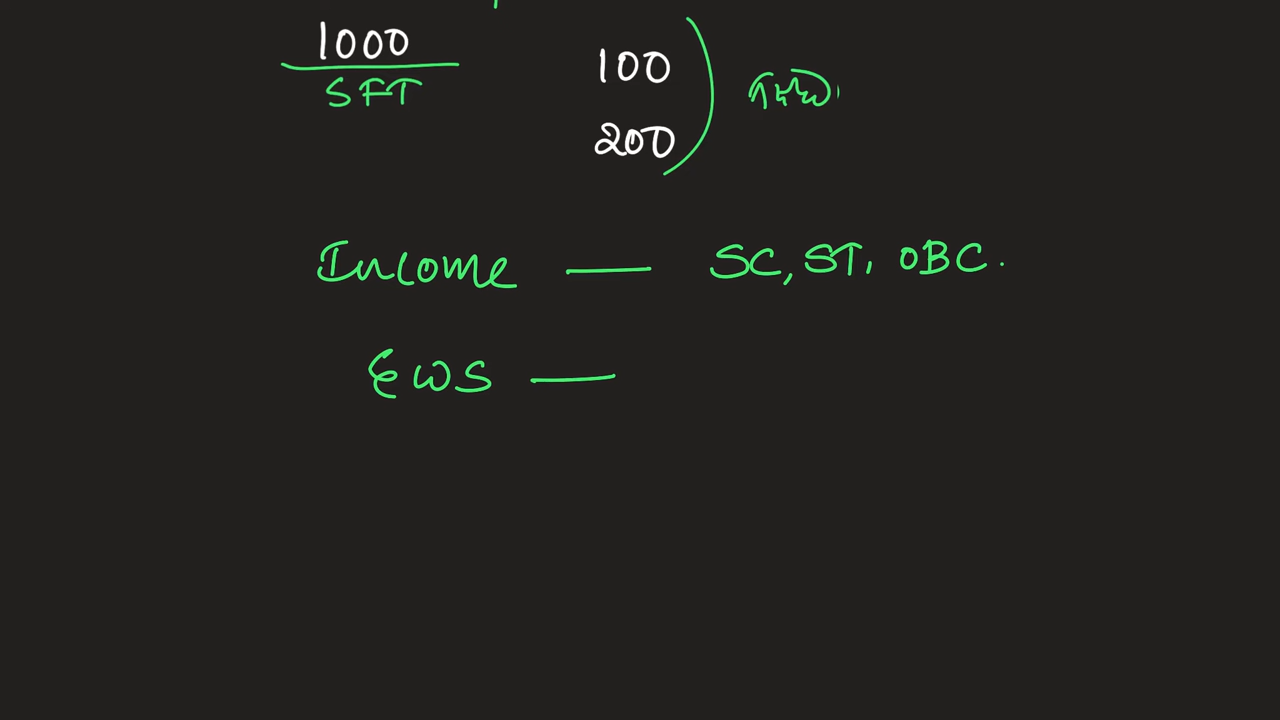 1000 100
SFT
200
Income — SC, ST, OBC.
EWS —